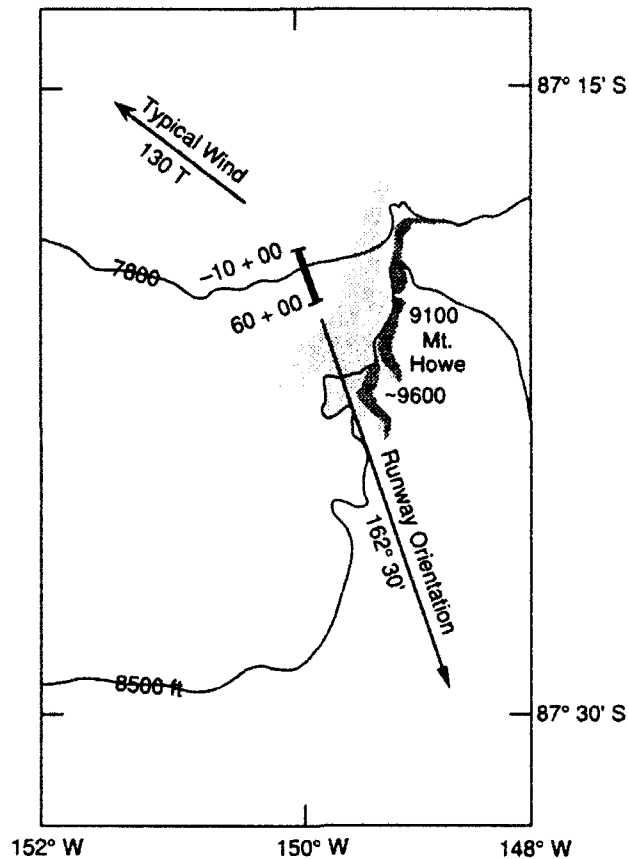 87° 15' S
Typical Wind
130 T
7800
–10 + 00
60 + 00
9100
Mt.
Howe
~9600
Runway Orientation
162° 30'
8500 ft
87° 30' S
152° W
150° W
148° W